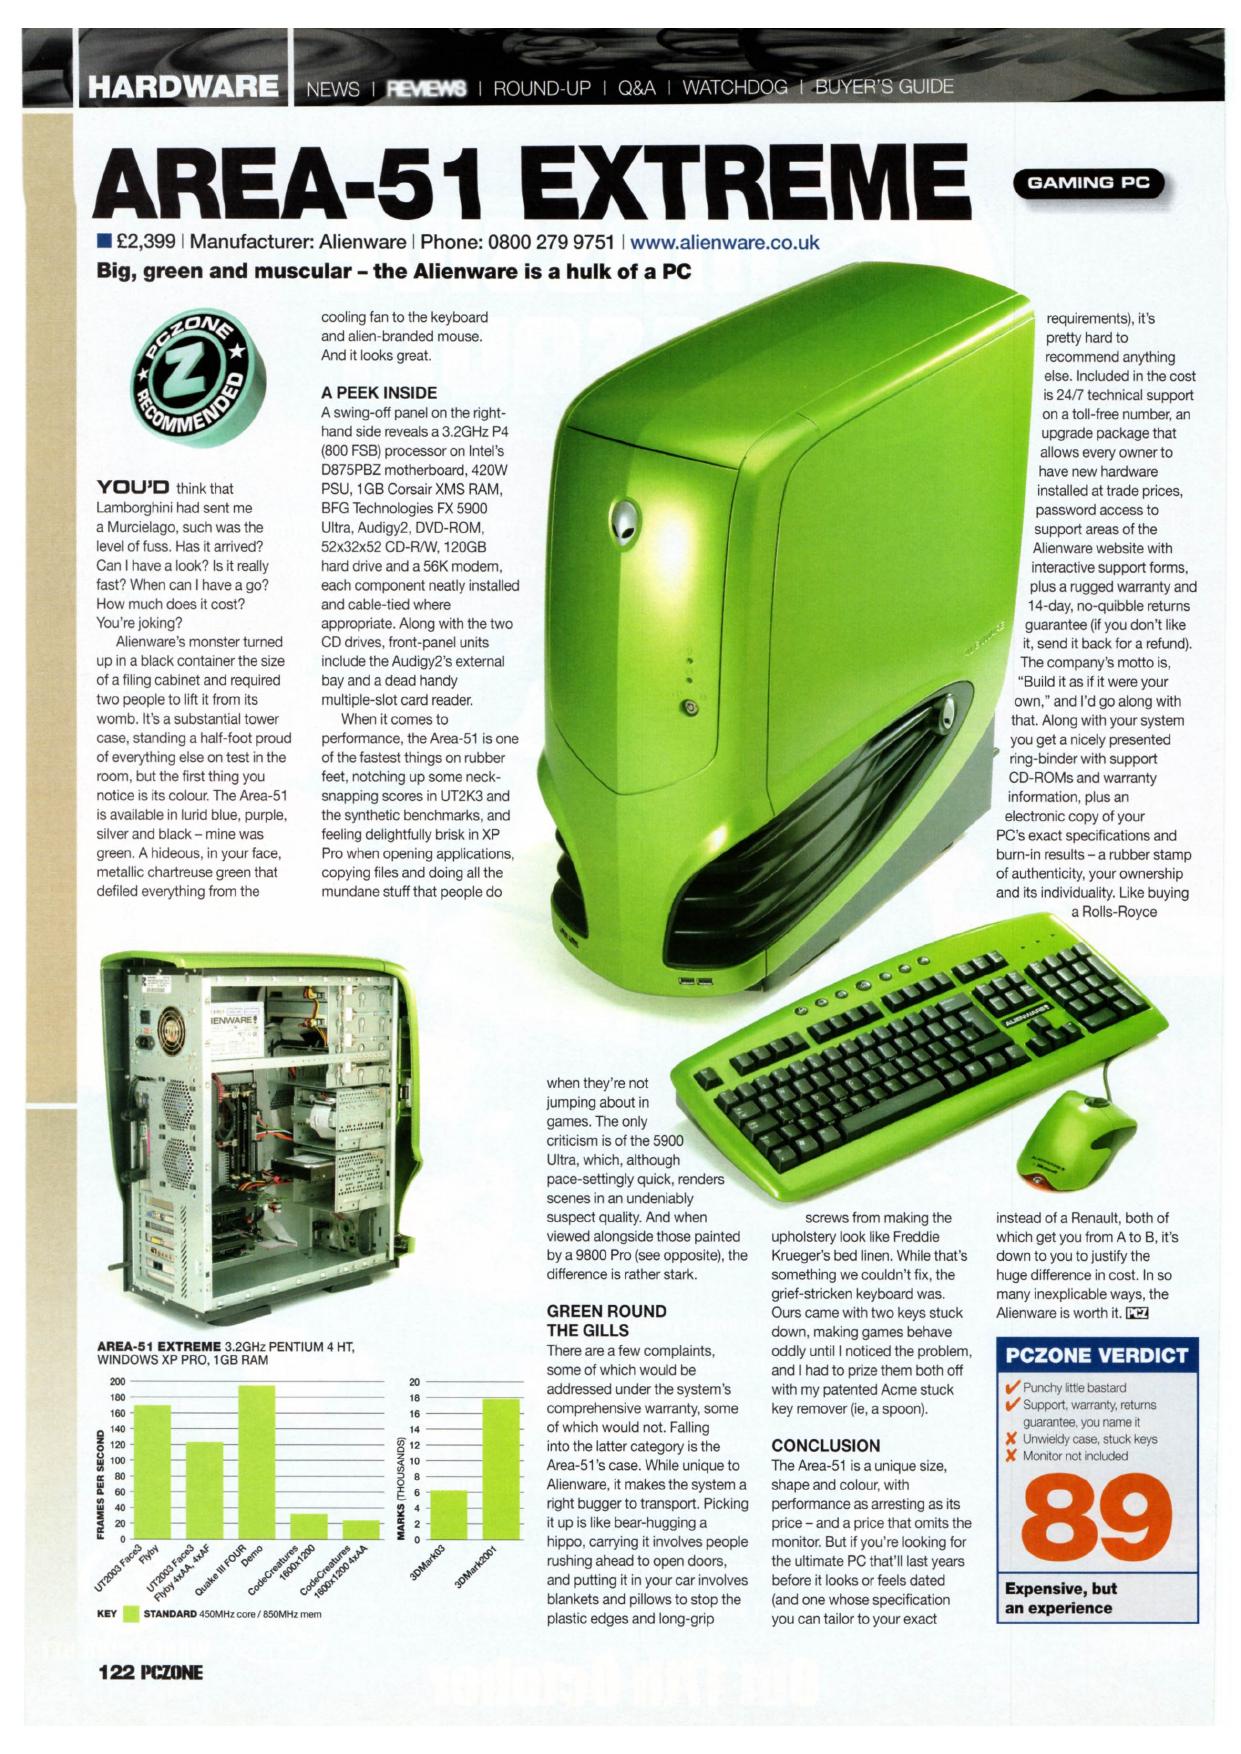 HARDWARE
NEWS | REVIEWS | ROUND-UP | Q&A | WATCHDOG | BUYER'S GUIDE
AREA-51 EXTREME
GAMING PC
£2,399 | Manufacturer: Alienware | Phone: 0800 279 9751 | www.alienware.co.uk
Big, green and muscular – the Alienware is a hulk of a PC
PCZONE
Z
RECOMMENDED
YOU'D think that
Lamborghini had sent me
a Murcielago, such was the
level of fuss. Has it arrived?
Can I have a look? Is it really
fast? When can I have a go?
How much does it cost?
You're joking?
Alienware's monster turned
up in a black container the size
of a filing cabinet and required
two people to lift it from its
womb. It's a substantial tower
case, standing a half-foot proud
of everything else on test in the
room, but the first thing you
notice is its colour. The Area-51
is available in lurid blue, purple,
silver and black – mine was
green. A hideous, in your face,
metallic chartreuse green that
defiled everything from the
cooling fan to the keyboard
and alien-branded mouse.
And it looks great.
A PEEK INSIDE
A swing-off panel on the right-
hand side reveals a 3.2GHz P4
(800 FSB) processor on Intel's
D875PBZ motherboard, 420W
PSU, 1GB Corsair XMS RAM,
BFG Technologies FX 5900
Ultra, Audigy2, DVD-ROM,
52x32x52 CD-R/W, 120GB
hard drive and a 56K modem,
each component neatly installed
and cable-tied where
appropriate. Along with the two
CD drives, front-panel units
include the Audigy2's external
bay and a dead handy
multiple-slot card reader.
When it comes to
performance, the Area-51 is one
of the fastest things on rubber
feet, notching up some neck-
snapping scores in UT2K3 and
the synthetic benchmarks, and
feeling delightfully brisk in XP
Pro when opening applications,
copying files and doing all the
mundane stuff that people do
when they're not
jumping about in
games. The only
criticism is of the 5900
Ultra, which, although
pace-settingly quick, renders
scenes in an undeniably
suspect quality. And when
viewed alongside those painted
by a 9800 Pro (see opposite), the
difference is rather stark.
GREEN ROUND
THE GILLS
There are a few complaints,
some of which would be
addressed under the system's
comprehensive warranty, some
of which would not. Falling
into the latter category is the
Area-51's case. While unique to
Alienware, it makes the system a
right bugger to transport. Picking
it up is like bear-hugging a
hippo, carrying it involves people
rushing ahead to open doors,
and putting it in your car involves
blankets and pillows to stop the
plastic edges and long-grip
screws from making the
upholstery look like Freddie
Krueger's bed linen. While that's
something we couldn't fix, the
grief-stricken keyboard was.
Ours came with two keys stuck
down, making games behave
oddly until I noticed the problem,
and I had to prize them both off
with my patented Acme stuck
key remover (ie, a spoon).
CONCLUSION
The Area-51 is a unique size,
shape and colour, with
performance as arresting as its
price – and a price that omits the
monitor. But if you're looking for
the ultimate PC that'll last years
before it looks or feels dated
(and one whose specification
you can tailor to your exact
requirements), it's
pretty hard to
recommend anything
else. Included in the cost
is 24/7 technical support
on a toll-free number, an
upgrade package that
allows every owner to
have new hardware
installed at trade prices,
password access to
support areas of the
Alienware website with
interactive support forms,
plus a rugged warranty and
14-day, no-quibble returns
guarantee (if you don't like
it, send it back for a refund).
The company's motto is,
"Build it as if it were your
own," and I'd go along with
that. Along with your system
you get a nicely presented
ring-binder with support
CD-ROMs and warranty
information, plus an
electronic copy of your
PC's exact specifications and
burn-in results – a rubber stamp
of authenticity, your ownership
and its individuality. Like buying
a Rolls-Royce
instead of a Renault, both of
which get you from A to B, it's
down to you to justify the
huge difference in cost. In so
many inexplicable ways, the
Alienware is worth it. PCZ
ALIENWARE
IENWARE
Microsoft
AREA-51 EXTREME 3.2GHz PENTIUM 4 HT,
WINDOWS XP PRO, 1GB RAM
FRAMES PER SECOND
200
180
160
140
120
100
80
60
40
20
0
UT2003 Face3
Flyby
UT2003 Face3
Flyby 4xAA, 4xAF
Quake III FOUR
Demo
CodeCreatures
1600x1200
CodeCreatures
1600x1200 4xAA
MARKS (THOUSANDS)
20
18
16
14
12
10
8
6
4
2
0
3DMark03
3DMark2001
KEY STANDARD 450MHz core / 850MHz mem
PCZONE VERDICT
✓ Punchy little bastard
✓ Support, warranty, returns
guarantee, you name it
✗ Unwieldy case, stuck keys
✗ Monitor not included
89
Expensive, but
an experience
122 PCZONE